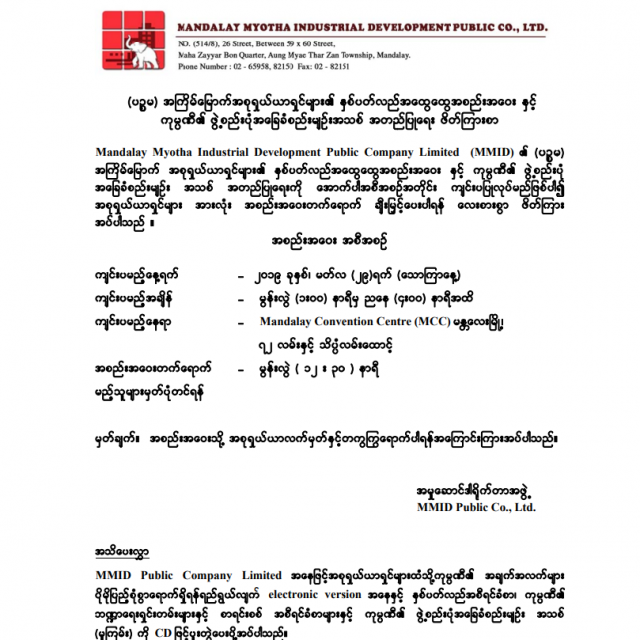 MANDALAY MYOTHA INDUSTRIAL DEVELOPMENT PUBLIC CO., LTD.
NO. (514/8), 26 Street, Between 59 x 60 Street,
Naha Zayyar Bon Quarter, Aung Myae Thar Zan Township, Mandalay.
Phone Number : 02 - 65958, 82150 Fax: 02 - 82151
(ပဉ္စမ) အကြိမ်မြောက် အစုရှယ်ယာရှင်များ၏ နှစ်ပတ်လည်အထွေထွေအစည်းအဝေး နှင့်
ကုမ္ပဏီ၏ ဖွဲ့စည်းပုံအခြေခံစည်းမျဉ်းအသစ် အတည်ပြုရေး ဖိတ်ကြားစာ
Mandalay Myotha Industrial Development Public Company Limited (MMID) ၏ (ပဉ္စမ)
အကြိမ်မြောက် အစုရှယ်ယာရှင်များ၏ နှစ်ပတ်လည်အထွေထွေအစည်းအဝေး နှင့် ကုမ္ပဏီ၏ ဖွဲ့စည်းပုံ
အခြေခံစည်းမျဉ်း အသစ် အတည်ပြုရေးကို အောက်ပါအစီအစဉ်အတိုင်း ကျင်းပပြုလုပ်မည်ဖြစ်ပါ၍
အစုရှယ်ယာရှင်များ အားလုံး အစည်းအဝေးတက်ရောက် ချီးမြှင့်ပေးပါရန် လေးစားစွာ ဖိတ်ကြား
အပ်ပါသည် ။
အစည်းအဝေး အစီအစဉ်
ကျင်းပမည့်နေ့ရက် - ၂၀၁၉ ခုနှစ်၊ မတ်လ (၂၉)ရက် (သောကြာနေ့)
ကျင်းပမည့်အချိန် - မွန်းလွဲ (၁း၀၀) နာရီမှ ညနေ (၄း၀၀) နာရီအထိ
ကျင်းပမည့်နေရာ - Mandalay Convention Centre (MCC) မန္တလေးမြို့၊
၇၂ လမ်းနှင့် သိပ္ပံလမ်းထောင့်
အစည်းအဝေးတက်ရောက် - မွန်းလွဲ ( ၁၂ း ၃၀ ) နာရီ
မည့်သူများမှတ်ပုံတင်ရန်
မှတ်ချက်။ အစည်းအဝေးသို့ အစုရှယ်ယာလက်မှတ်နှင့်တကွကြွရောက်ပါရန်အကြောင်းကြားအပ်ပါသည်။
အမှုဆောင်ဒါရိုက်တာအဖွဲ့
MMID Public Co., Ltd.
အသိပေးလွှာ
MMID Public Company Limited အနေဖြင့်အစုရှယ်ယာရှင်များထံသို့ကုမ္ပဏီ၏ အချက်အလက်များ
ပိုမိုပြည့်စုံစွာရောက်ရှိရန်ရည်ရွယ်လျက် electronic version အနေနှင့် နှစ်ပတ်လည်အစီရင်ခံစာ၊ ကုမ္ပဏီ၏
ဘဏ္ဍာရေးရှင်းတမ်းများနှင့် စာရင်းစစ် အစီရင်ခံစာများနှင့် ကုမ္ပဏီ၏ ဖွဲ့စည်းပုံအခြေခံစည်းမျဉ်း အသစ်
(မူကြမ်း) ကို CD ဖြင့်ပူးတွဲပေးပို့အပ်ပါသည်။